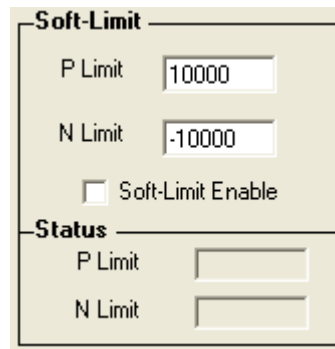 Soft-Limit
P Limit 10000
N Limit -10000
Soft-Limit Enable
Status
P Limit
N Limit